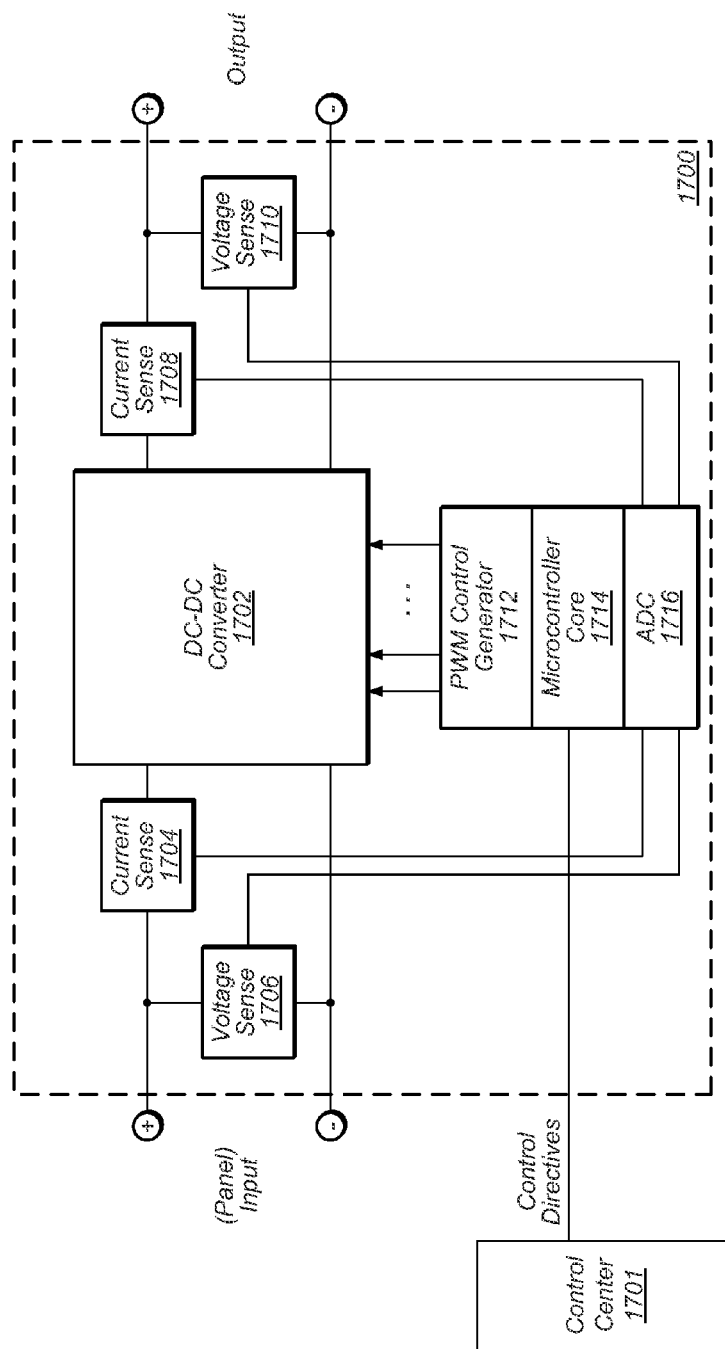 (Panel)
Input
+
-
Voltage
Sense
1706
Current
Sense
1704
DC-DC
Converter
1702
Current
Sense
1708
Voltage
Sense
1710
+
-
Output
. . .
PWM Control
Generator
1712
Microcontroller
Core
1714
ADC
1716
Control
Directives
Control
Center
1701
1700